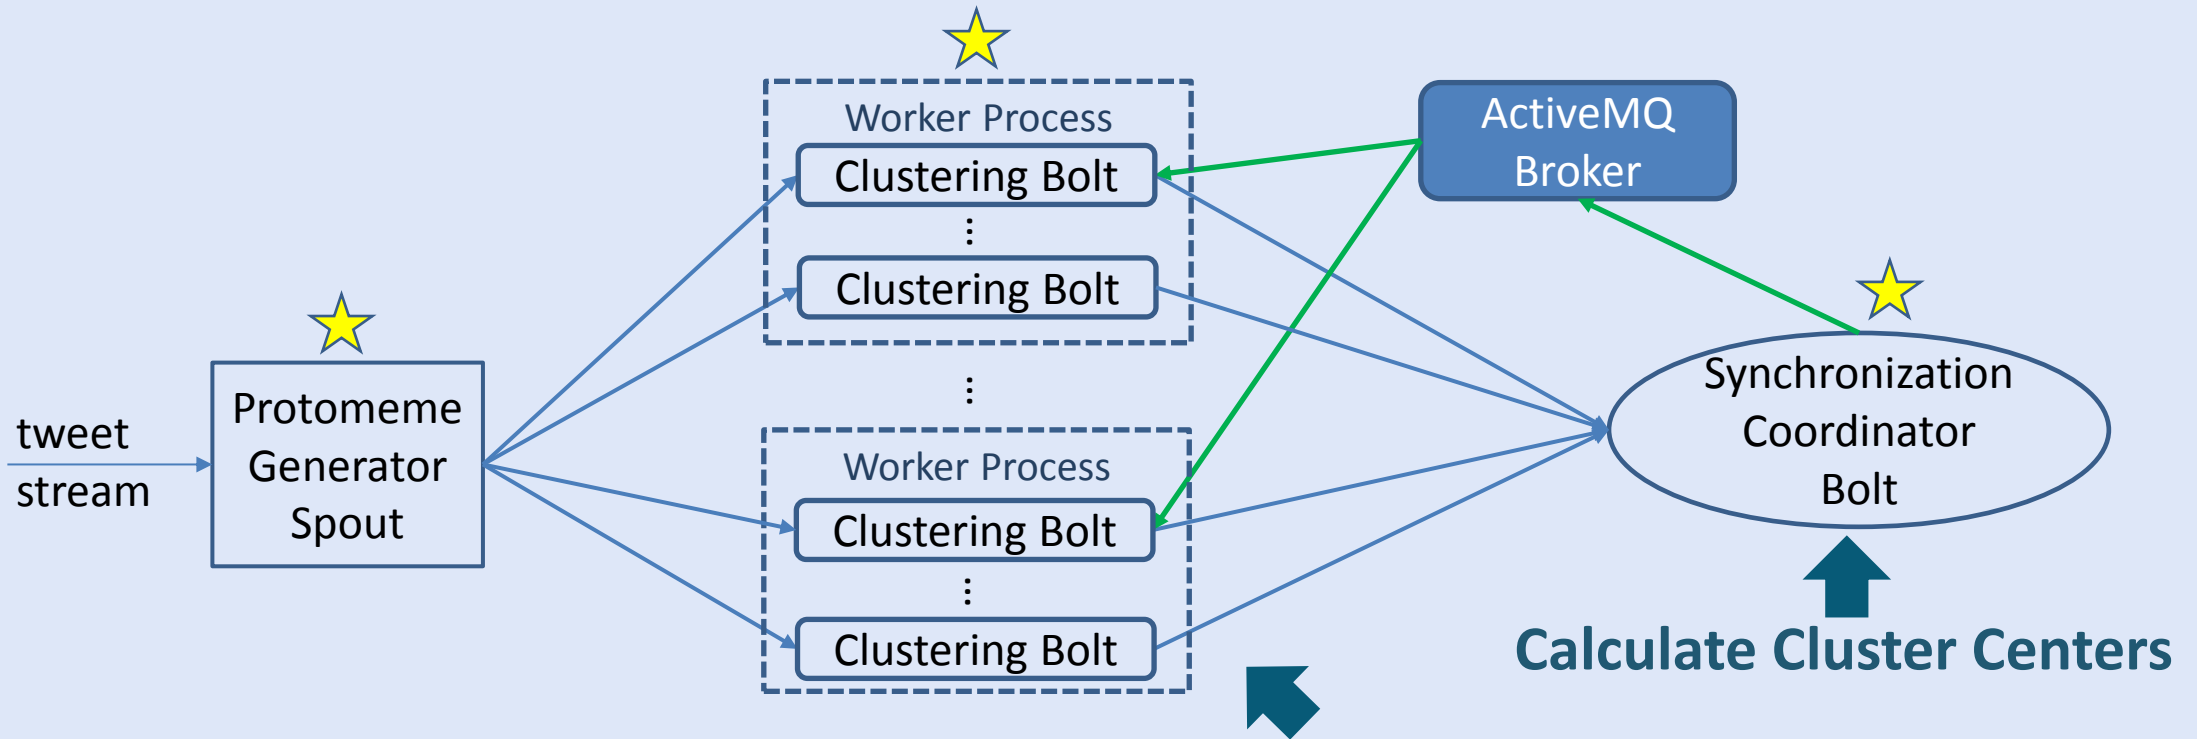 tweet
stream
Protomeme
Generator
Spout
Worker Process
Clustering Bolt
...
Clustering Bolt
...
Worker Process
Clustering Bolt
...
Clustering Bolt
ActiveMQ
Broker
Synchronization
Coordinator
Bolt
Calculate Cluster Centers